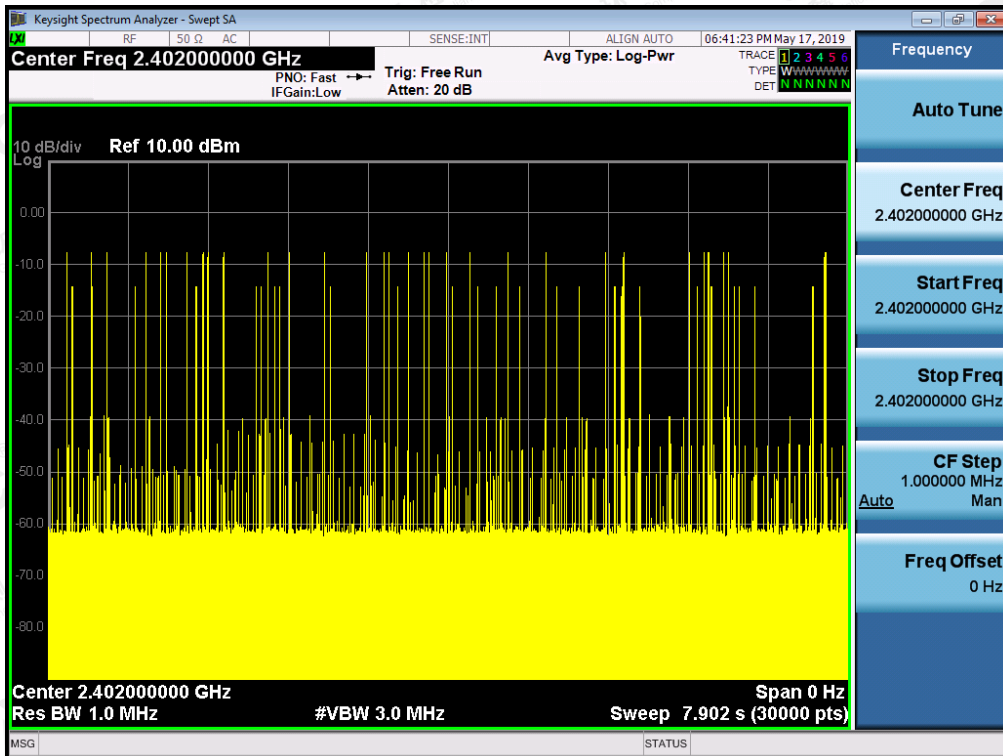 Keysight Spectrum Analyzer - Swept SA
LXI RF 50 Ω AC SENSE:INT ALIGN AUTO 06:41:23 PM May 17, 2019
Center Freq 2.402000000 GHz
PNO: Fast
IFGain:Low
Trig: Free Run
Atten: 20 dB
Avg Type: Log-Pwr
TRACE 1 2 3 4 5 6
TYPE WWWWWW
DET N N N N N N
10 dB/div Ref 10.00 dBm
Log
0.00
-10.0
-20.0
-30.0
-40.0
-50.0
-60.0
-70.0
-80.0
Center 2.402000000 GHz Span 0 Hz
Res BW 1.0 MHz #VBW 3.0 MHz Sweep 7.902 s (30000 pts)
MSG STATUS
Frequency
Auto Tune
Center Freq
2.402000000 GHz
Start Freq
2.402000000 GHz
Stop Freq
2.402000000 GHz
CF Step
1.000000 MHz
Auto Man
Freq Offset
0 Hz